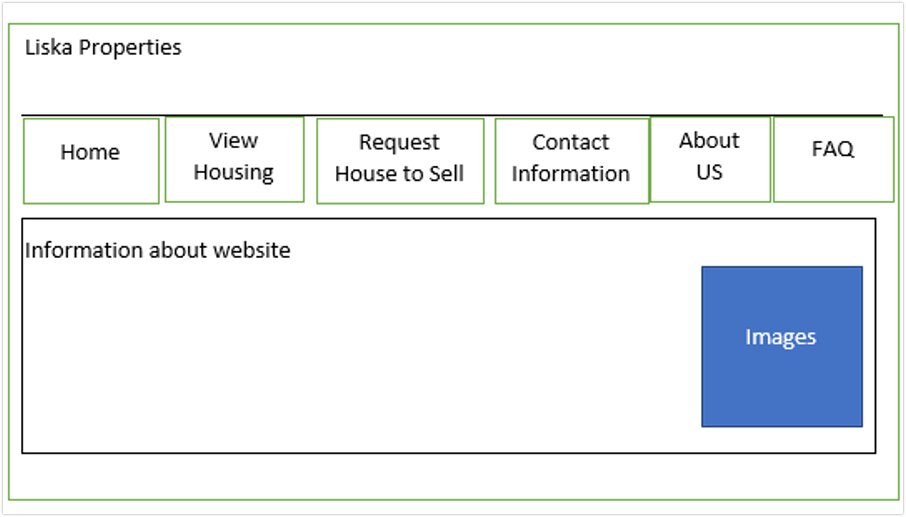 Liska Properties
Home
View
Housing
Request
House to Sell
Contact
Information
About
US
FAQ
Information about website
Images